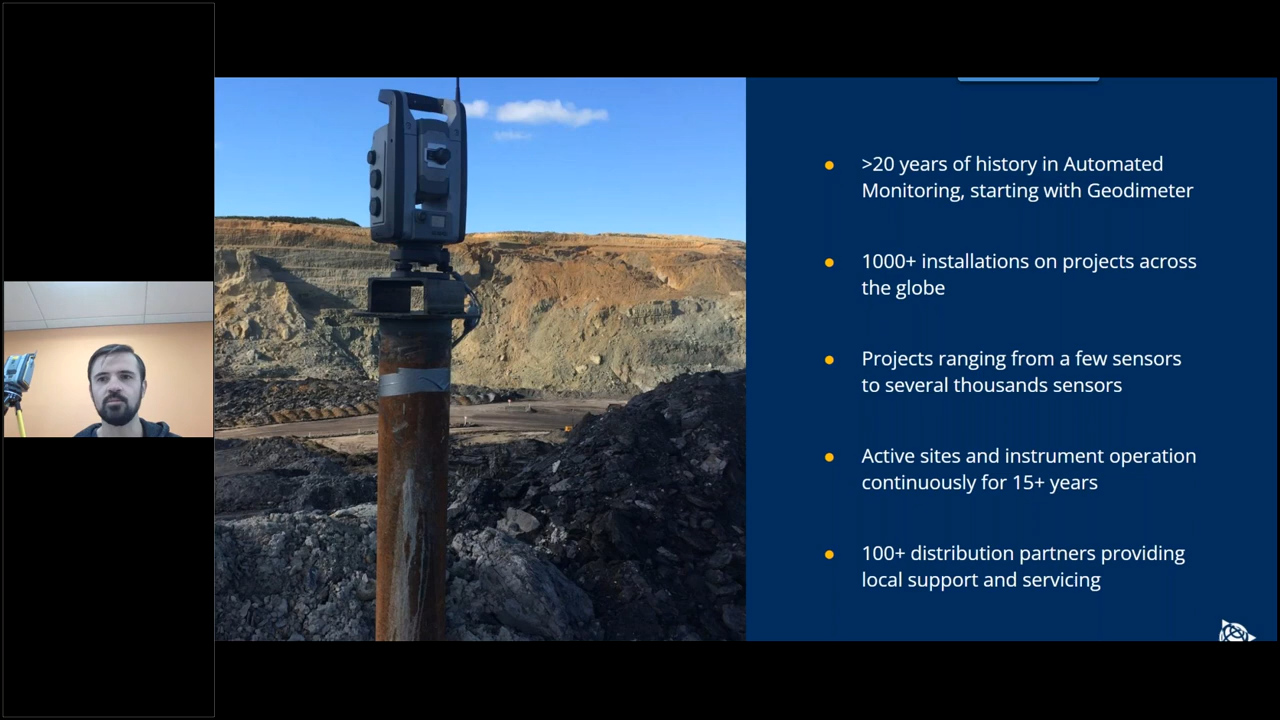 >20 years of history in Automated
Monitoring, starting with Geodimeter
1000+ installations on projects across
the globe
Projects ranging from a few sensors
to several thousands sensors
Active sites and instrument operation
continuously for 15+ years
100+ distribution partners providing
local support and servicing